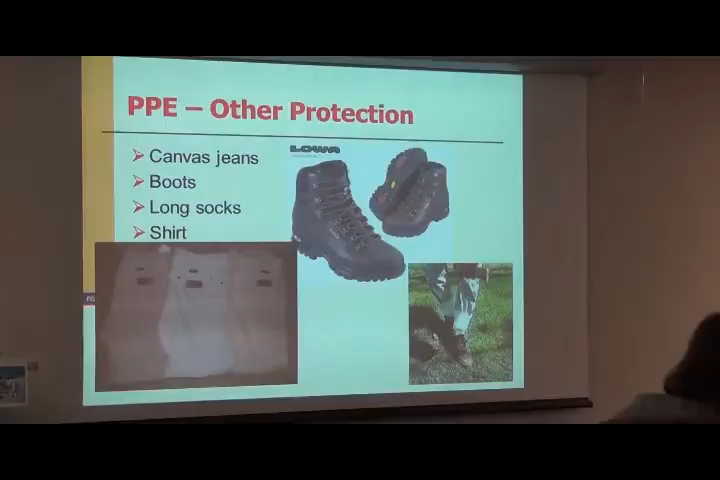 PPE – Other Protection
LOWA
Canvas jeans
Boots
Long socks
Shirt